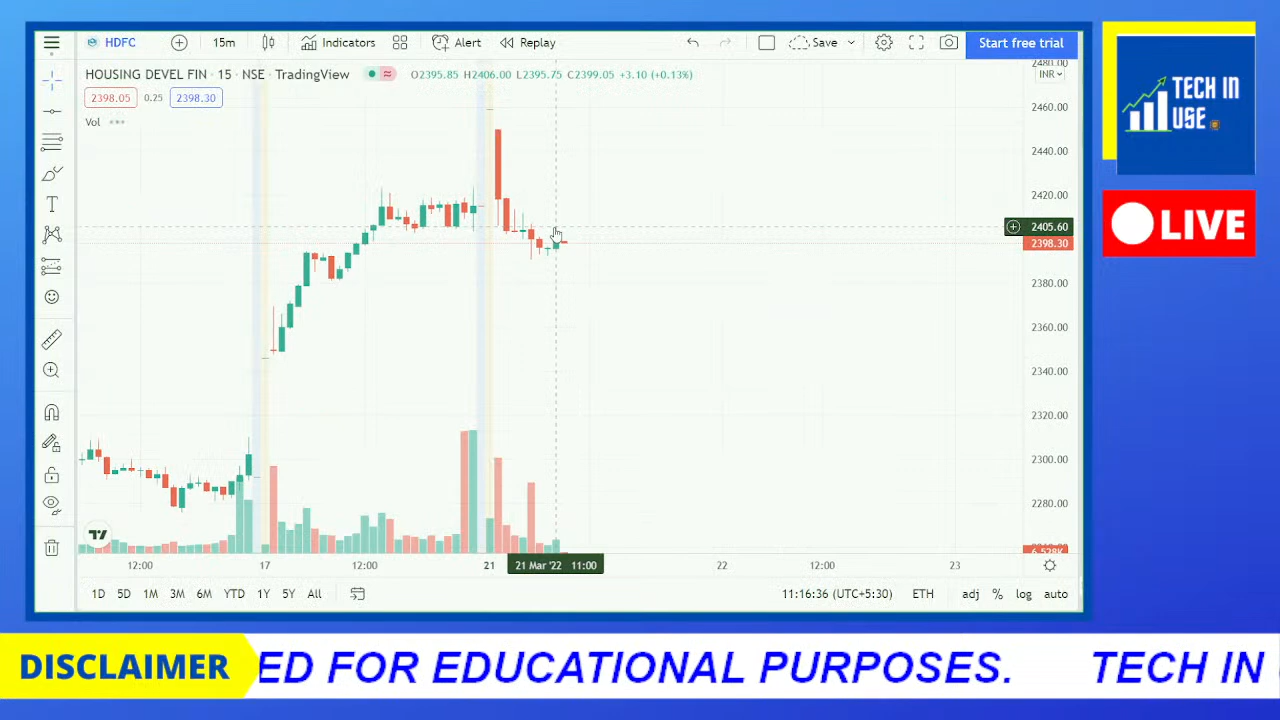 HDFC 15m Indicators Alert Replay Save Start free trial
HOUSING DEVEL FIN · 15 · NSE · TradingView O2395.85 H2406.00 L2395.75 C2399.05 +3.10 (+0.13%)
2398.05 0.25 2398.30
Vol
INR
2480.00
2460.00
2440.00
2420.00
2405.60
2398.30
2380.00
2360.00
2340.00
2320.00
2300.00
2280.00
6.528K
12:00 17 12:00 21 21 Mar '22 11:00 22 12:00 23
1D 5D 1M 3M 6M YTD 1Y 5Y All 11:16:36 (UTC+5:30) ETH adj % log auto
TECH IN
USE
LIVE
DISCLAIMER ED FOR EDUCATIONAL PURPOSES. TECH IN